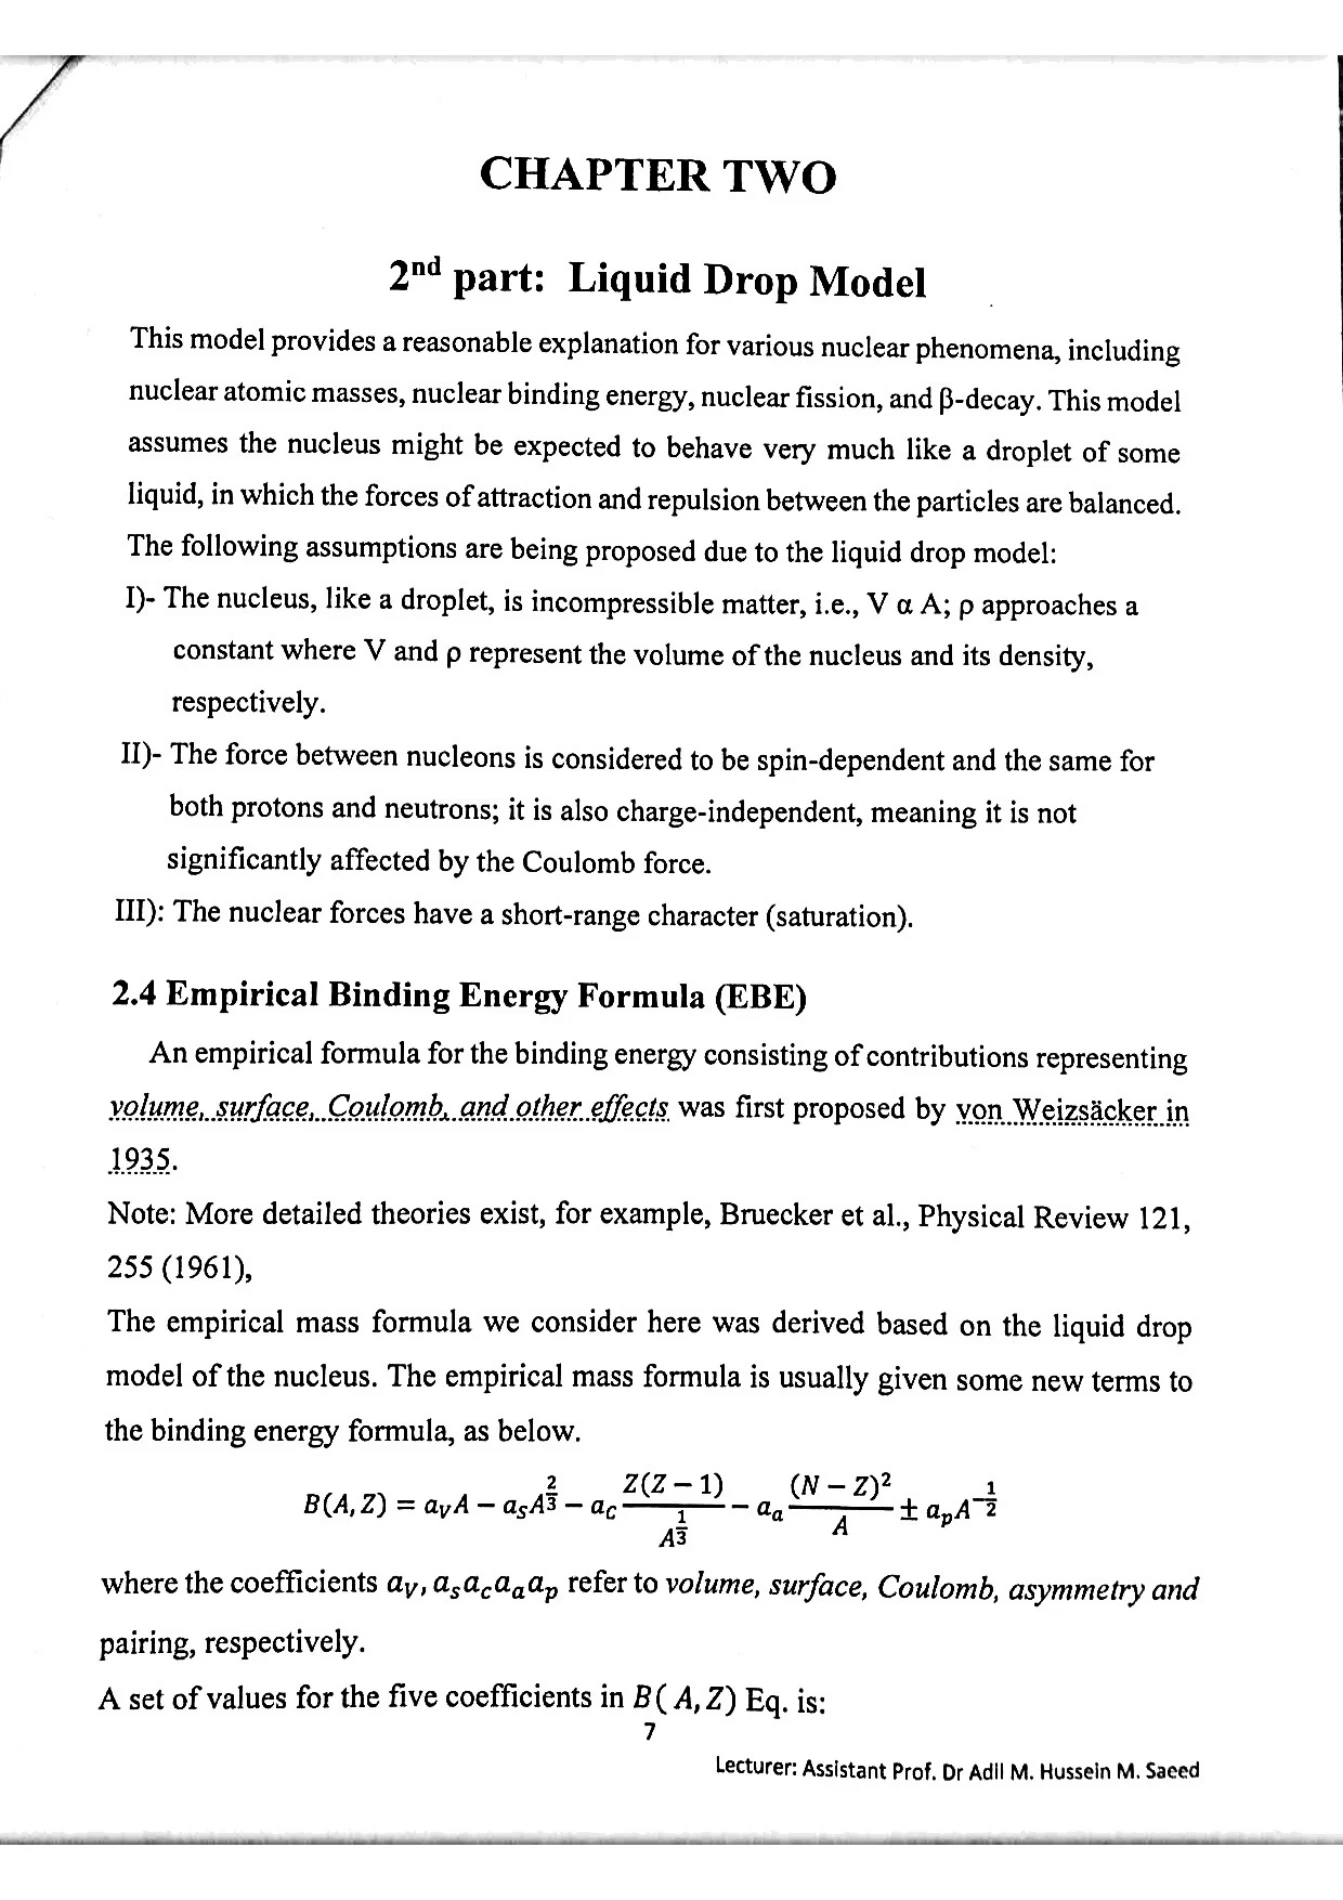 CHAPTER TWO
2nd part: Liquid Drop Model
This model provides a reasonable explanation for various nuclear phenomena, including
nuclear atomic masses, nuclear binding energy, nuclear fission, and β-decay. This model
assumes the nucleus might be expected to behave very much like a droplet of some
liquid, in which the forces of attraction and repulsion between the particles are balanced.
The following assumptions are being proposed due to the liquid drop model:
I)- The nucleus, like a droplet, is incompressible matter, i.e., V α A; ρ approaches a
constant where V and ρ represent the volume of the nucleus and its density,
respectively.
II)- The force between nucleons is considered to be spin-dependent and the same for
both protons and neutrons; it is also charge-independent, meaning it is not
significantly affected by the Coulomb force.
III): The nuclear forces have a short-range character (saturation).
2.4 Empirical Binding Energy Formula (EBE)
An empirical formula for the binding energy consisting of contributions representing
volume, surface, Coulomb, and other effects was first proposed by von Weizsäcker in
1935.
Note: More detailed theories exist, for example, Bruecker et al., Physical Review 121,
255 (1961),
The empirical mass formula we consider here was derived based on the liquid drop
model of the nucleus. The empirical mass formula is usually given some new terms to
the binding energy formula, as below.
B(A, Z) = a_V A − a_S A^(2/3) − a_C Z(Z − 1)/A^(1/3) − a_a (N − Z)²/A ± a_p A^(−1/2)
where the coefficients a_V, a_s a_c a_a a_p refer to volume, surface, Coulomb, asymmetry and
pairing, respectively.
A set of values for the five coefficients in B( A, Z) Eq. is:
7
Lecturer: Assistant Prof. Dr Adil M. Hussein M. Saeed